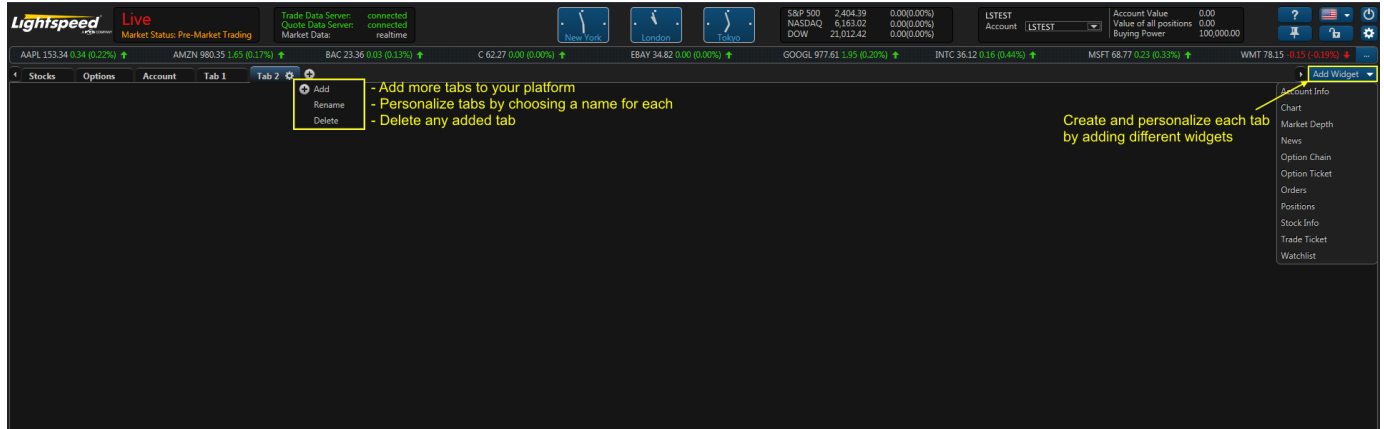 Lightspeed
Live
Market Status: Pre-Market Trading
Trade Data Server: connected
Quote Data Server: connected
Market Data: realtime
New York
London
Tokyo
S&P 500 2,404.39 0.00(0.00%)
NASDAQ 6,163.02 0.00(0.00%)
DOW 21,012.42 0.00(0.00%)
LSTEST
Account LSTEST
Account Value 0.00
Value of all positions 0.00
Buying Power 100,000.00
?
AAPL 153.34 0.34 (0.22%) AMZN 980.35 1.65 (0.17%) BAC 23.36 0.03 (0.13%) C 62.27 0.00 (0.00%) EBAY 34.82 0.00 (0.00%) GOOGL 977.61 1.95 (0.20%) INTC 36.12 0.16 (0.44%) MSFT 68.77 0.23 (0.33%) WMT 78.15 -0.15 (-0.19%) ...
Stocks Options Account Tab 1 Tab 2 Add Widget
Add
Rename
Delete
- Add more tabs to your platform
- Personalize tabs by choosing a name for each
- Delete any added tab
Create and personalize each tab
by adding different widgets
Account Info
Chart
Market Depth
News
Option Chain
Option Ticket
Orders
Positions
Stock Info
Trade Ticket
Watchlist